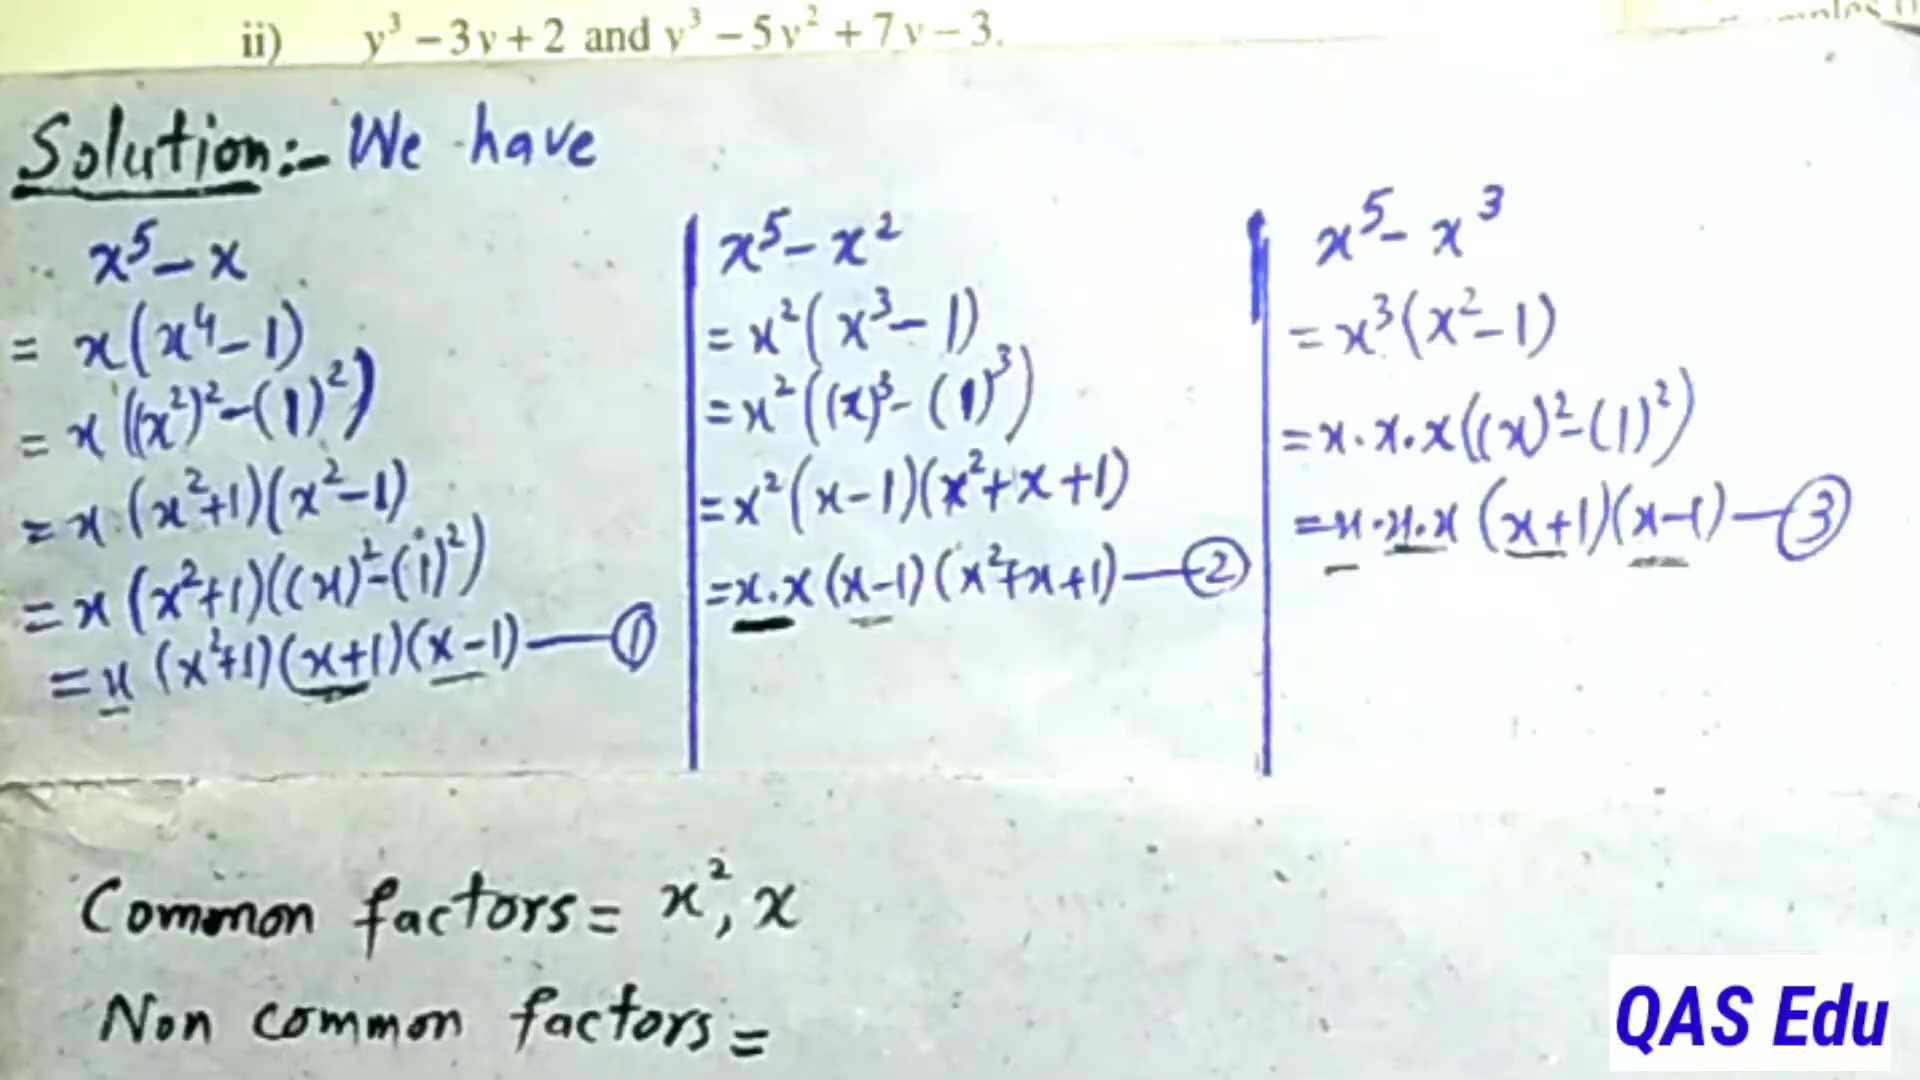 ii) y³ – 3y + 2 and y³ – 5y² + 7y – 3.
Solution:- We have
x⁵ – x
= x(x⁴ – 1)
= x((x²)² – (1)²)
= x(x² + 1)(x² – 1)
= x(x² + 1)((x)² – (1)²)
= x(x² + 1)(x + 1)(x – 1) — ①
x⁵ – x²
= x²(x³ – 1)
= x²((x)³ – (1)³)
= x²(x – 1)(x² + x + 1)
= x.x(x – 1)(x² + x + 1) — ②
x⁵ – x³
= x³(x² – 1)
= x.x.x((x)² – (1)²)
= x.x.x(x + 1)(x – 1) — ③
Common factors = x², x
Non common factors =
QAS Edu